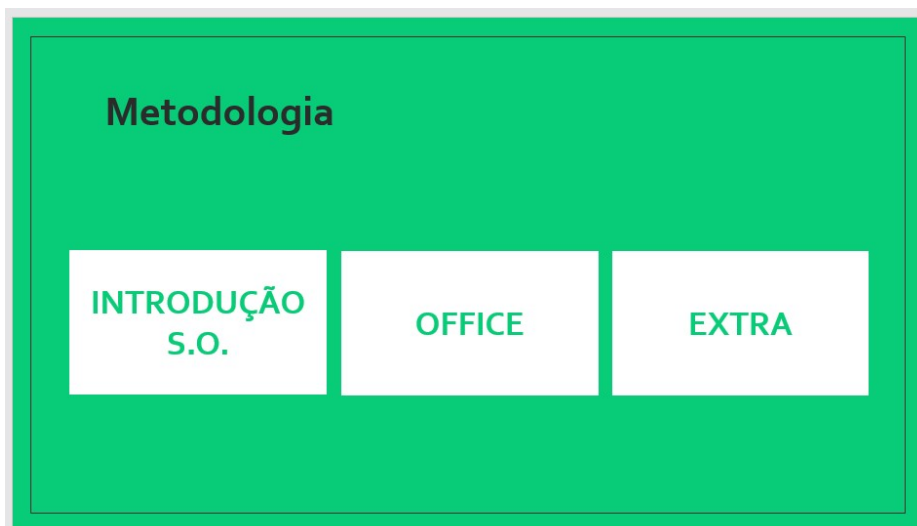 Metodologia
INTRODUÇÃO
S.O.
OFFICE
EXTRA